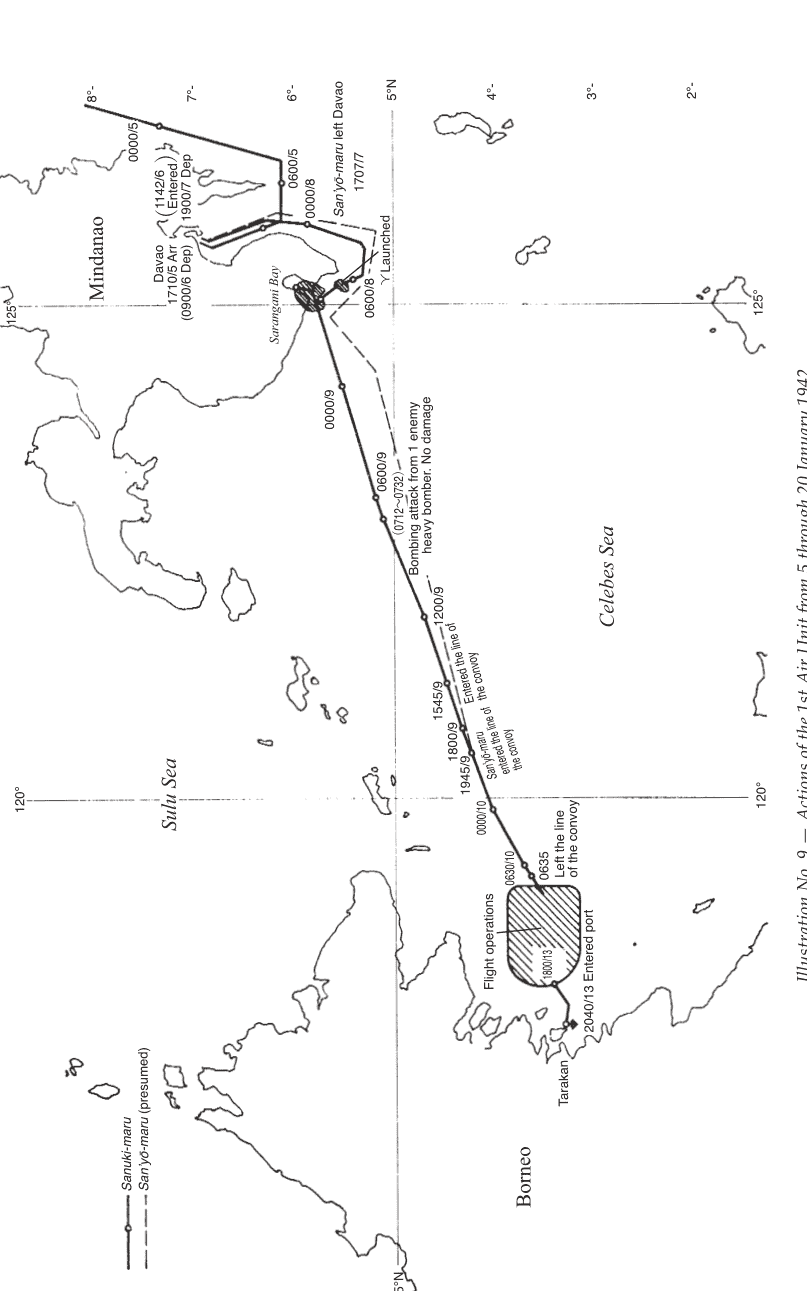 Sanuki-maru
San'yō-maru (presumed)
120°
125°
Sulu Sea
Mindanao
Davao
1710/5 Arr
(0900/6 Dep)
(1142/6
Entered)
1900/7 Dep
0000/5
8°-
7°-
6°-
5°N
4°-
3°-
2°-
0600/5
0000/8
San'yō-maru left Davao
1707/7
Sarangani Bay
Launched
0600/8
125°
0000/9
0600/9
(0712～0732)
Bombing attack from 1 enemy
heavy bomber. No damage
1200/9
Entered the line of
the convoy
1545/9
1800/9
1945/9
San'yō-maru
entered the line of
the convoy
Celebes Sea
0000/10
120°
0630/10
0635
Left the line
of the convoy
Flight operations
1800/13
2040/13 Entered port
Tarakan
Borneo
5°N
Illustration No. 9 — Actions of the 1st Air Unit from 5 through 20 January 1942